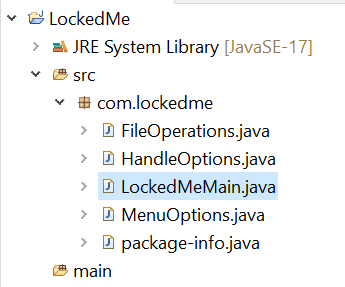 LockedMe
JRE System Library [JavaSE-17]
src
com.lockedme
FileOperations.java
HandleOptions.java
LockedMeMain.java
MenuOptions.java
package-info.java
main